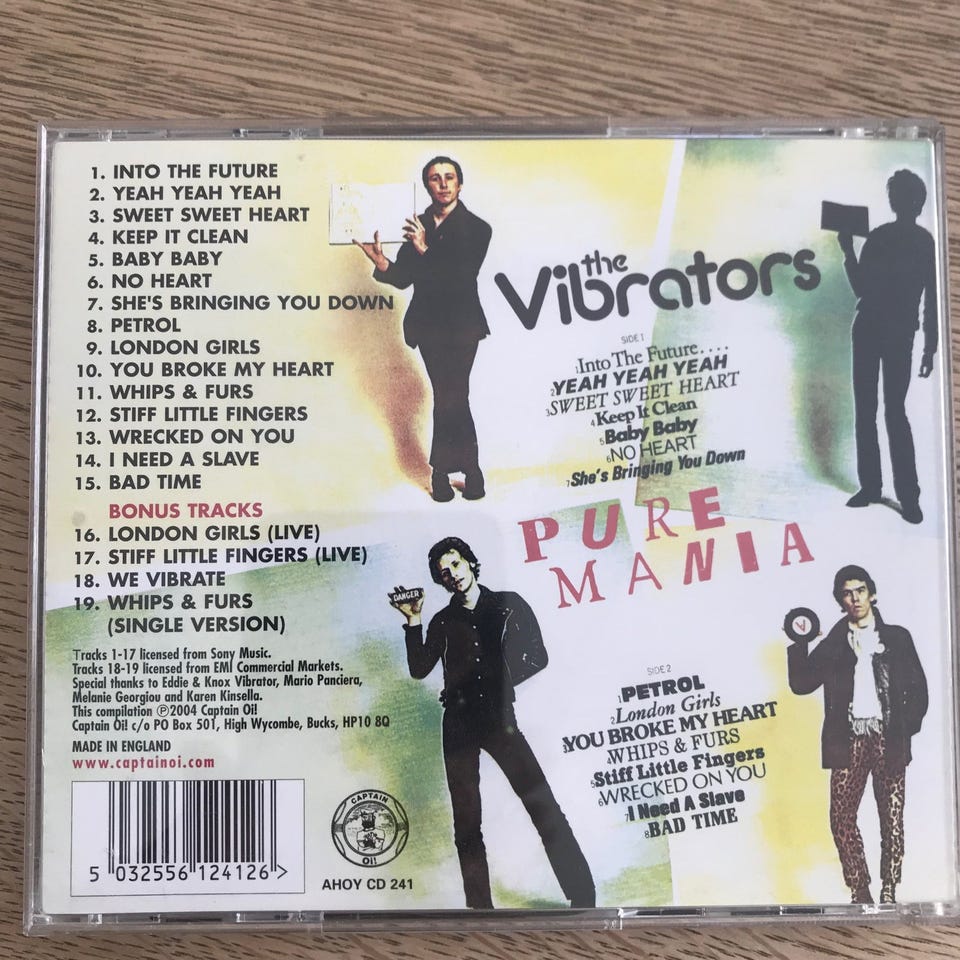 1. INTO THE FUTURE
2. YEAH YEAH YEAH
3. SWEET SWEET HEART
4. KEEP IT CLEAN
5. BABY BABY
6. NO HEART
7. SHE'S BRINGING YOU DOWN
8. PETROL
9. LONDON GIRLS
10. YOU BROKE MY HEART
11. WHIPS & FURS
12. STIFF LITTLE FINGERS
13. WRECKED ON YOU
14. I NEED A SLAVE
15. BAD TIME
BONUS TRACKS
16. LONDON GIRLS (LIVE)
17. STIFF LITTLE FINGERS (LIVE)
18. WE VIBRATE
19. WHIPS & FURS
(SINGLE VERSION)
Tracks 1-17 licensed from Sony Music.
Tracks 18-19 licensed from EMI Commercial Markets.
Special thanks to Eddie & Knox Vibrator, Mario Panciera,
Melanie Georgiou and Karen Kinsella.
This compilation ℗2004 Captain Oi!
Captain Oi! c/o PO Box 501, High Wycombe, Bucks, HP10 8Q
MADE IN ENGLAND
www.captainoi.com
5 032556 124126 >
CAPTAIN
Oi!
AHOY CD 241
the
Vibrators
SIDE 1
1 Into The Future....
2 YEAH YEAH YEAH
3 SWEET SWEET HEART
4 Keep It Clean
5 Baby Baby
6 NO HEART
7 She's Bringing You Down
PURE
MANIA
DANGER
V
SIDE 2
1 PETROL
2 London Girls
3 YOU BROKE MY HEART
4 WHIPS & FURS
5 Stiff Little Fingers
6 WRECKED ON YOU
7 I Need A Slave
8 BAD TIME